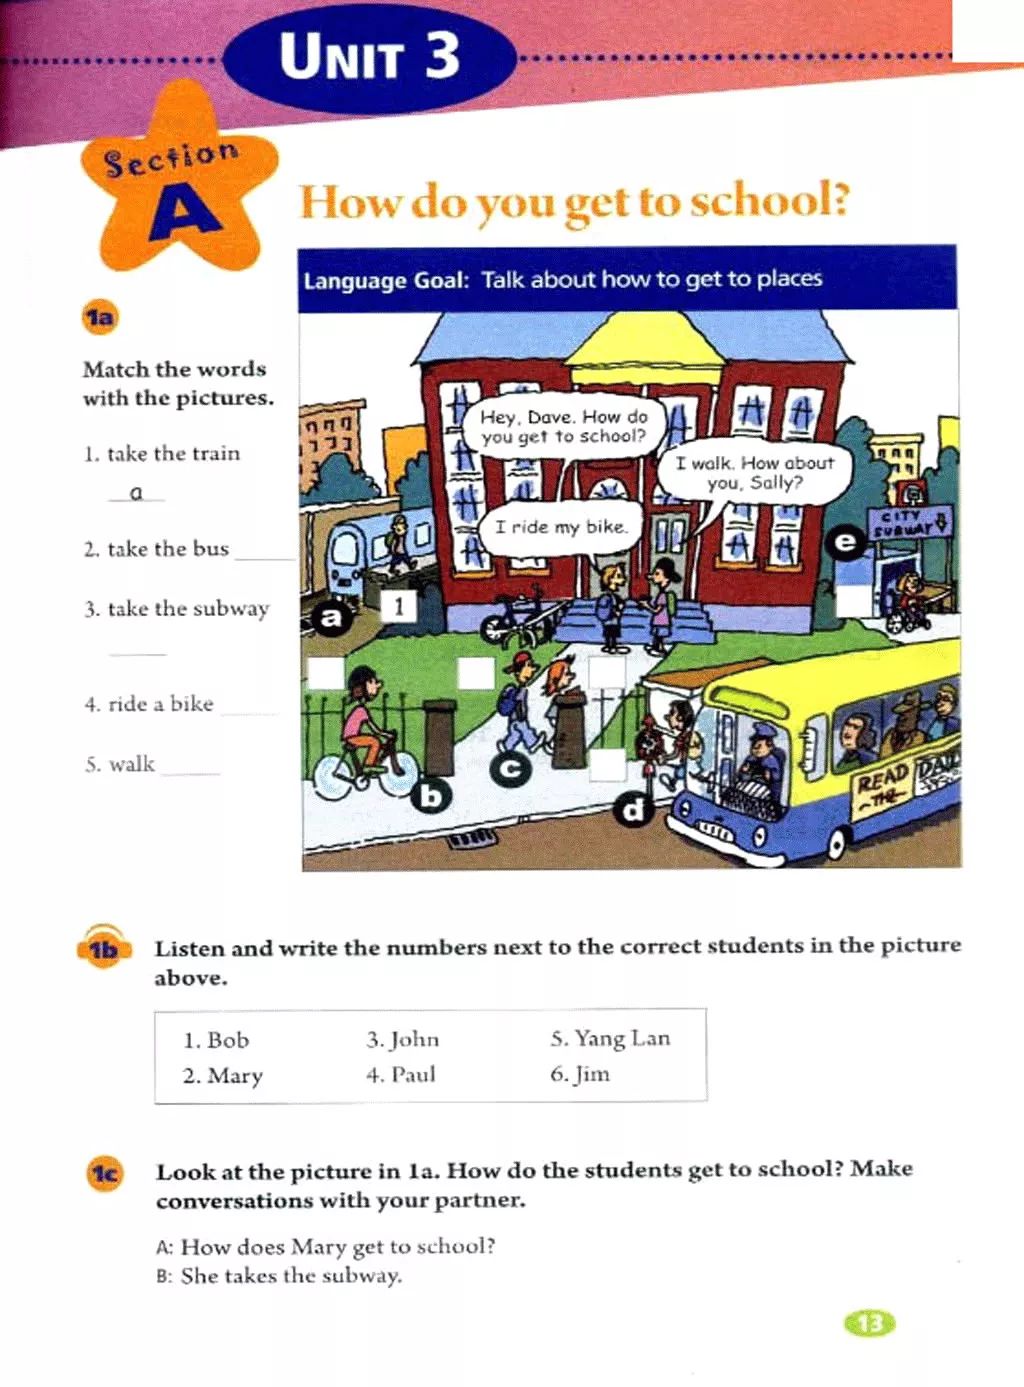 UNIT 3
Section
A
How do you get to school?
Language Goal: Talk about how to get to places
1a
Match the words
with the pictures.
1. take the train
a
2. take the bus
3. take the subway
4. ride a bike
5. walk
Hey, Dave. How do
you get to school?
I walk. How about
you, Sally?
I ride my bike.
CITY
SUBWAY
e
a
1
b
c
d
READ
THE
1b
Listen and write the numbers next to the correct students in the picture
above.
1. Bob 3. John 5. Yang Lan
2. Mary 4. Paul 6. Jim
1c
Look at the picture in 1a. How do the students get to school? Make
conversations with your partner.
A: How does Mary get to school?
B: She takes the subway.
13